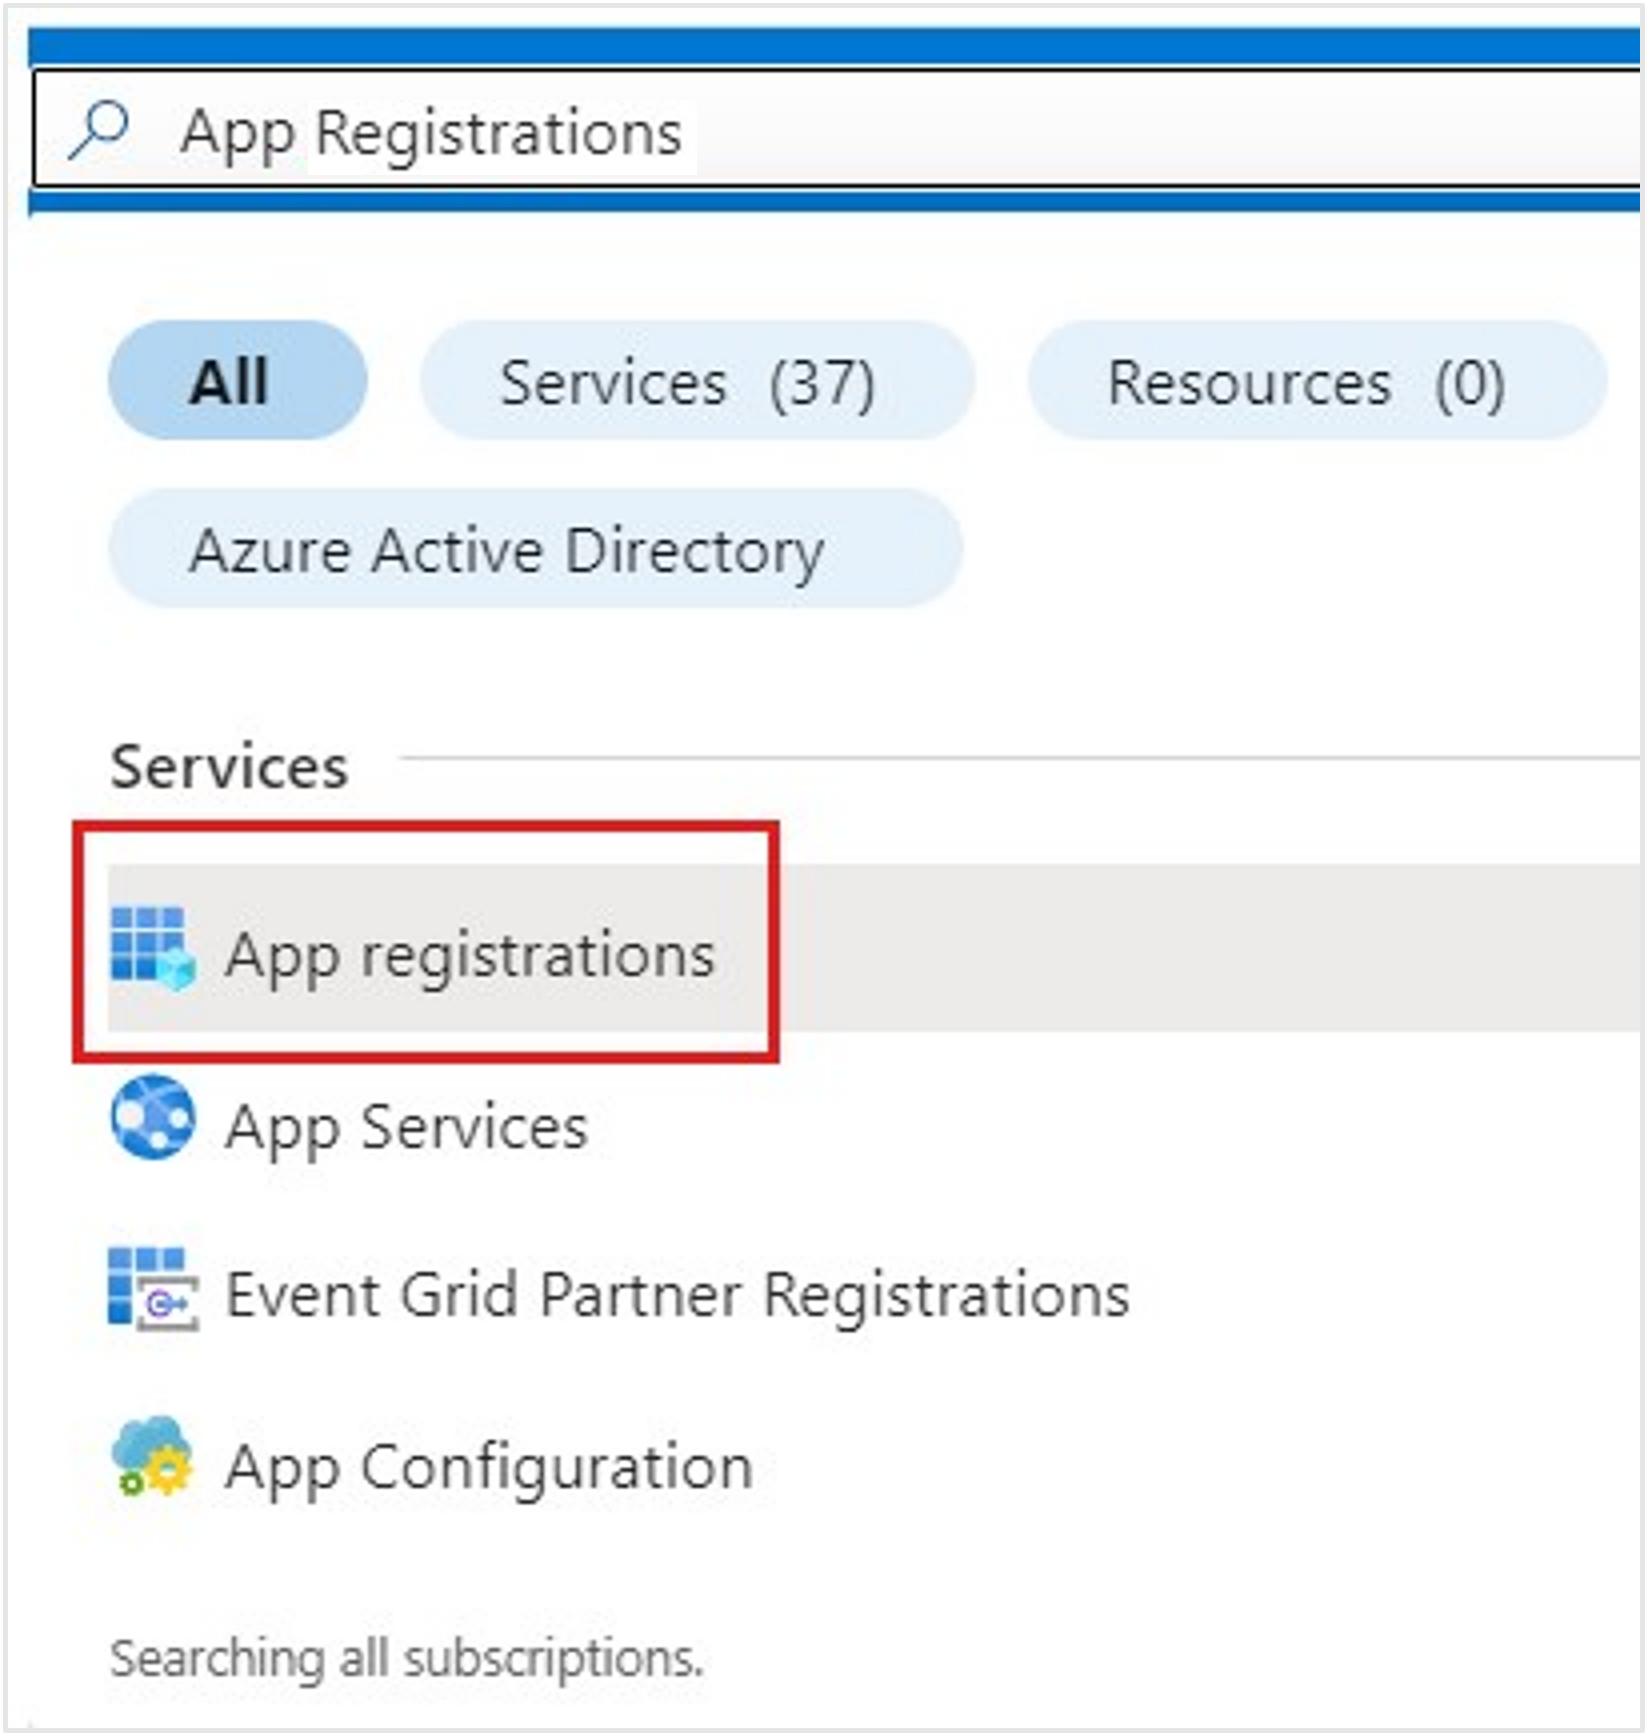 App Registrations
All Services (37) Resources (0)
Azure Active Directory
Services
App registrations
App Services
Event Grid Partner Registrations
App Configuration
Searching all subscriptions.